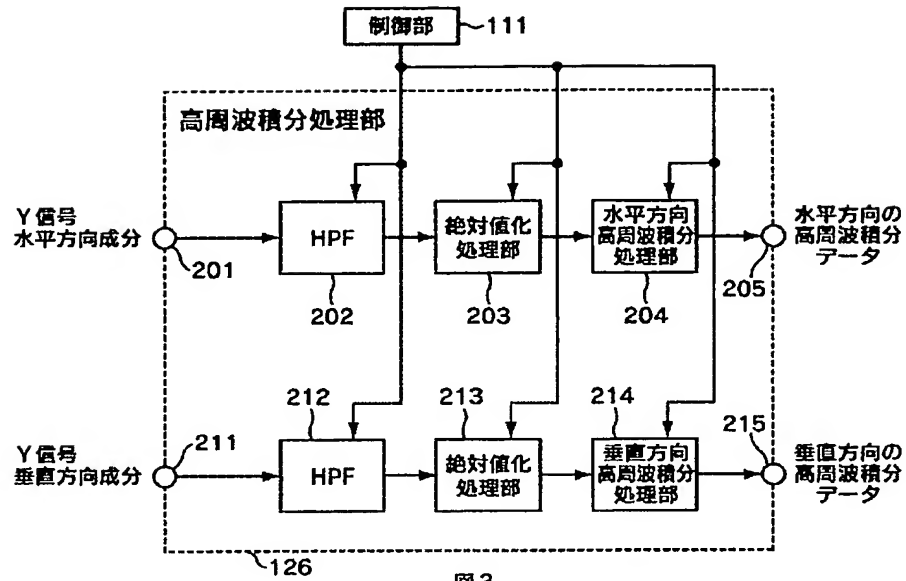 制御部
111
高周波積分処理部
Y信号
水平方向成分
201
HPF
202
絶対値化
処理部
203
水平方向
高周波積分
処理部
204
水平方向の
高周波積分
データ
205
Y信号
垂直方向成分
211
212
HPF
213
絶対値化
処理部
214
垂直方向
高周波積分
処理部
215
垂直方向の
高周波積分
データ
126